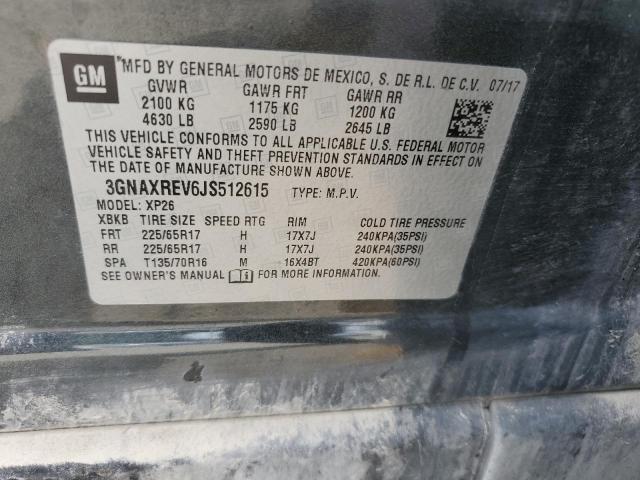 GM
*MFD BY GENERAL MOTORS DE MEXICO, S. DE R.L. DE C.V. 07/17
GVWR GAWR FRT GAWR RR
2100 KG 1175 KG 1200 KG
4630 LB 2590 LB 2645 LB
THIS VEHICLE CONFORMS TO ALL APPLICABLE U.S. FEDERAL MOTOR
VEHICLE SAFETY AND THEFT PREVENTION STANDARDS IN EFFECT ON
THE DATE OF MANUFACTURE SHOWN ABOVE.
3GNAXREV6JS512615 TYPE: M.P.V.
MODEL: XP26
XBKB TIRE SIZE SPEED RTG RIM COLD TIRE PRESSURE
FRT 225/65R17 H 17X7J 240KPA(35PSI)
RR 225/65R17 H 17X7J 240KPA(35PSI)
SPA T135/70R16 M 16X4BT 420KPA(60PSI)
SEE OWNER'S MANUAL FOR MORE INFORMATION